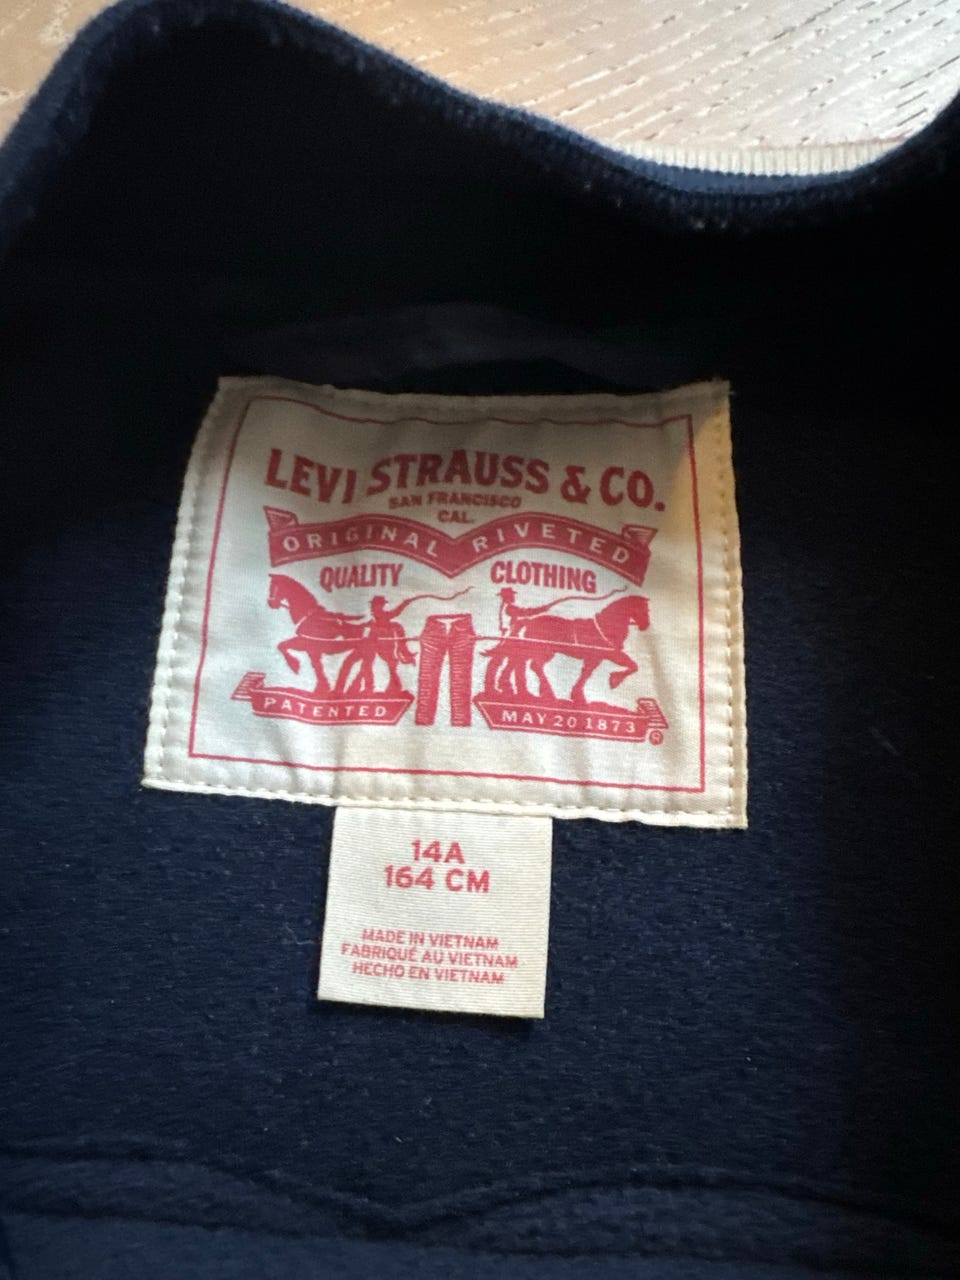 LEVI STRAUSS & CO.
SAN FRANCISCO
CAL.
ORIGINAL RIVETED
QUALITY CLOTHING
PATENTED MAY 20 1873 ®
14A
164 CM
MADE IN VIETNAM
FABRIQUÉ AU VIETNAM
HECHO EN VIETNAM